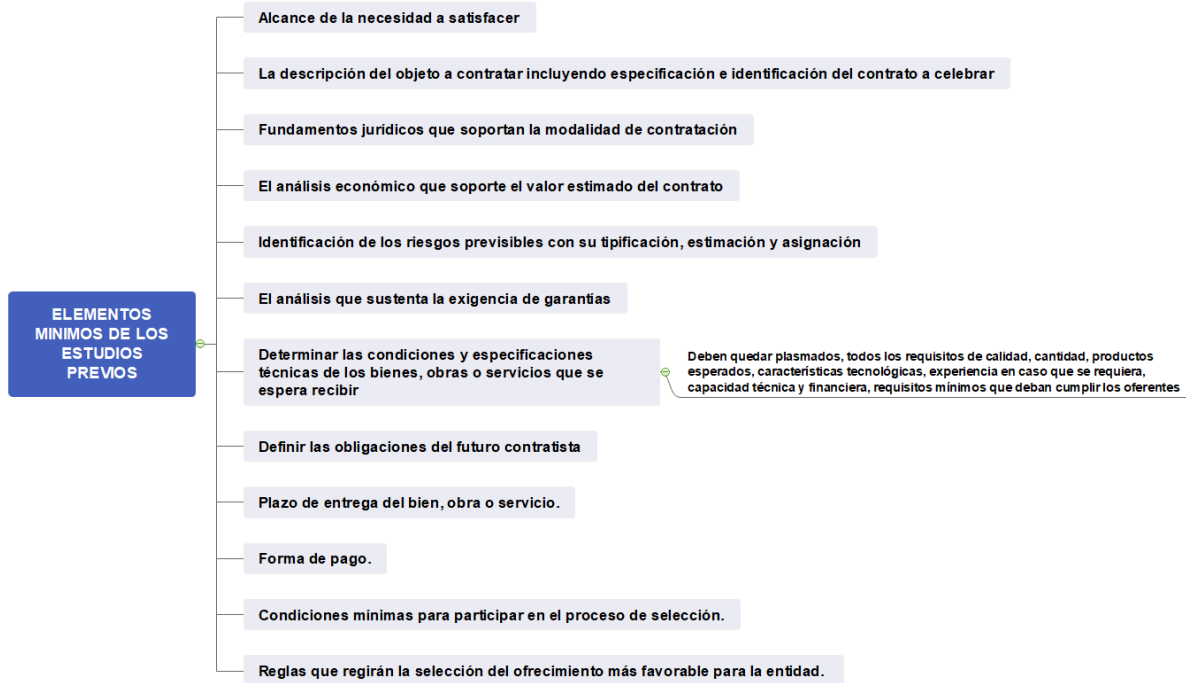 Alcance de la necesidad a satisfacer
La descripción del objeto a contratar incluyendo especificación e identificación del contrato a celebrar
Fundamentos jurídicos que soportan la modalidad de contratación
El análisis económico que soporte el valor estimado del contrato
Identificación de los riesgos previsibles con su tipificación, estimación y asignación
ELEMENTOS
MINIMOS DE LOS
ESTUDIOS
PREVIOS
El análisis que sustenta la exigencia de garantías
Determinar las condiciones y especificaciones
técnicas de los bienes, obras o servicios que se
espera recibir
Deben quedar plasmados, todos los requisitos de calidad, cantidad, productos
esperados, características tecnológicas, experiencia en caso que se requiera,
capacidad técnica y financiera, requisitos mínimos que deban cumplir los oferentes
Definir las obligaciones del futuro contratista
Plazo de entrega del bien, obra o servicio.
Forma de pago.
Condiciones mínimas para participar en el proceso de selección.
Reglas que regirán la selección del ofrecimiento más favorable para la entidad.